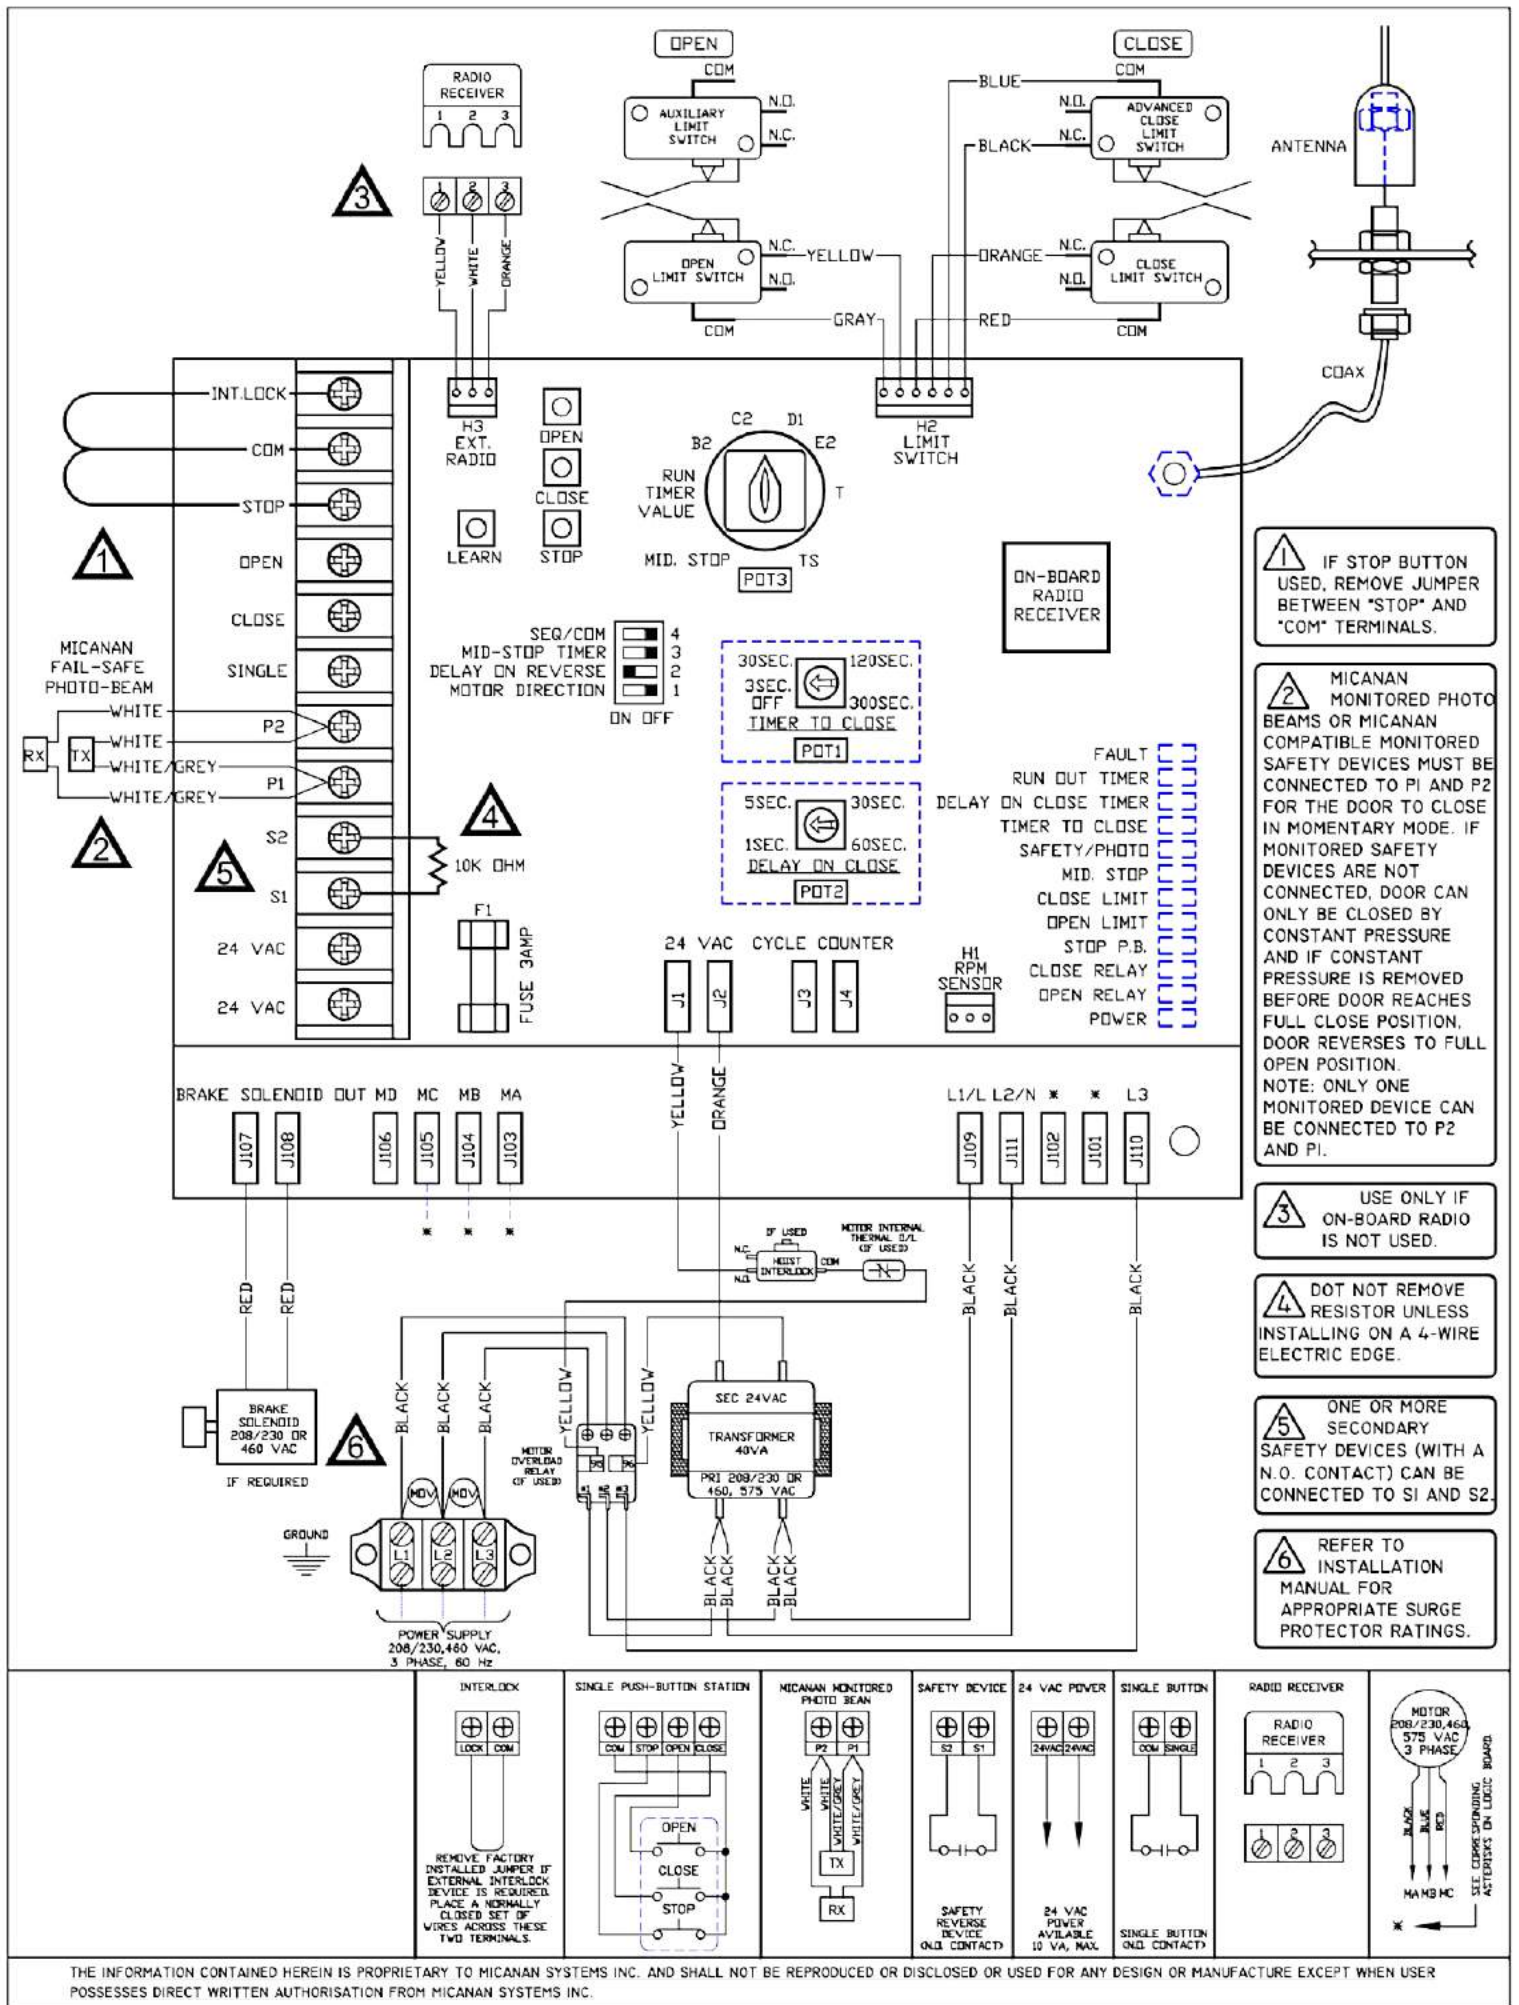 OPEN
CLOSE
COM
COM
BLUE
RADIO
RECEIVER
1 2 3
AUXILIARY
LIMIT
SWITCH
N.O.
N.C.
N.O.
N.C.
ADVANCED
CLOSE
LIMIT
SWITCH
BLACK
ANTENNA
3
1 2 3
YELLOW
WHITE
ORANGE
OPEN
LIMIT SWITCH
N.C.
N.O.
YELLOW
ORANGE
N.C.
N.O.
CLOSE
LIMIT SWITCH
COM
GRAY
RED
COM
COAX
INT.LOCK
COM
STOP
OPEN
CLOSE
SINGLE
P2
P1
S2
S1
24 VAC
24 VAC
1
MICANAN
FAIL-SAFE
PHOTO-BEAM
WHITE
WHITE
WHITE/GREY
WHITE/GREY
RX
TX
2
5
4
10K OHM
H3
EXT.
RADIO
OPEN
CLOSE
STOP
LEARN
B2
C2
D1
E2
T
TS
RUN
TIMER
VALUE
MID. STOP
POT3
H2
LIMIT
SWITCH
ON-BOARD
RADIO
RECEIVER
SEQ/COM 4
MID-STOP TIMER 3
DELAY ON REVERSE 2
MOTOR DIRECTION 1
ON OFF
30SEC. 120SEC.
3SEC.
OFF 300SEC.
TIMER TO CLOSE
POT1
5SEC. 30SEC.
1SEC. 60SEC.
DELAY ON CLOSE
POT2
FAULT
RUN OUT TIMER
DELAY ON CLOSE TIMER
TIMER TO CLOSE
SAFETY/PHOTO
MID. STOP
CLOSE LIMIT
OPEN LIMIT
STOP P.B.
CLOSE RELAY
OPEN RELAY
POWER
F1
FUSE 3AMP
24 VAC CYCLE COUNTER
J1
J2
J3
J4
H1
RPM
SENSOR
BRAKE SOLENOID OUT MD MC MB MA
J107
J108
J106
J105
J104
J103
* * *
YELLOW
ORANGE
L1/L L2/N * * L3
J109
J111
J102
J101
J110
RED
RED
BLACK
BLACK
BLACK
IF USED
N.C.
N.O.
HOIST
INTERLOCK
COM
MOTOR INTERNAL
THERMAL O/L
(IF USED)
N
BRAKE
SOLENOID
208/230 OR
460 VAC
IF REQUIRED
6
BLACK
BLACK
BLACK
YELLOW
YELLOW
MOTOR
OVERLOAD
RELAY
(IF USED)
95
96
SEC 24VAC
TRANSFORMER
40VA
PRI 208/230 OR
460, 575 VAC
MOV
MOV
GROUND
L1
L2
L3
BLACK
BLACK
BLACK
BLACK
POWER SUPPLY
208/230,460 VAC,
3 PHASE, 60 Hz
1 IF STOP BUTTON
USED, REMOVE JUMPER
BETWEEN "STOP" AND
"COM" TERMINALS.
2 MICANAN
MONITORED PHOTO
BEAMS OR MICANAN
COMPATIBLE MONITORED
SAFETY DEVICES MUST BE
CONNECTED TO P1 AND P2
FOR THE DOOR TO CLOSE
IN MOMENTARY MODE. IF
MONITORED SAFETY
DEVICES ARE NOT
CONNECTED, DOOR CAN
ONLY BE CLOSED BY
CONSTANT PRESSURE
AND IF CONSTANT
PRESSURE IS REMOVED
BEFORE DOOR REACHES
FULL CLOSE POSITION,
DOOR REVERSES TO FULL
OPEN POSITION.
NOTE: ONLY ONE
MONITORED DEVICE CAN
BE CONNECTED TO P2
AND P1.
3 USE ONLY IF
ON-BOARD RADIO
IS NOT USED.
4 DOT NOT REMOVE
RESISTOR UNLESS
INSTALLING ON A 4-WIRE
ELECTRIC EDGE.
5 ONE OR MORE
SECONDARY
SAFETY DEVICES (WITH A
N.O. CONTACT) CAN BE
CONNECTED TO S1 AND S2.
6 REFER TO
INSTALLATION
MANUAL FOR
APPROPRIATE SURGE
PROTECTOR RATINGS.
INTERLOCK
LOCK COM
REMOVE FACTORY
INSTALLED JUMPER IF
EXTERNAL INTERLOCK
DEVICE IS REQUIRED.
PLACE A NORMALLY
CLOSED SET OF
WIRES ACROSS THESE
TWO TERMINALS.
SINGLE PUSH-BUTTON STATION
COM STOP OPEN CLOSE
OPEN
CLOSE
STOP
MICANAN MONITORED
PHOTO BEAN
P2 P1
WHITE
WHITE
WHITE/GREY
WHITE/GREY
TX
RX
SAFETY DEVICE
S2 S1
SAFETY
REVERSE
DEVICE
(N.O. CONTACT)
24 VAC POWER
24VAC 24VAC
24 VAC
POWER
AVILABLE
10 VA, MAX.
SINGLE BUTTON
COM SINGLE
SINGLE BUTTON
(N.O. CONTACT)
RADIO RECEIVER
RADIO
RECEIVER
1 2 3
1 2 3
MOTOR
208/230,460,
575 VAC
3 PHASE
BLACK
BLUE
RED
MA MB MC
*
SEE CORRESPONDING
ASTERISKS ON LOGIC BOARD
THE INFORMATION CONTAINED HEREIN IS PROPRIETARY TO MICANAN SYSTEMS INC. AND SHALL NOT BE REPRODUCED OR DISCLOSED OR USED FOR ANY DESIGN OR MANUFACTURE EXCEPT WHEN USER
POSSESSES DIRECT WRITTEN AUTHORISATION FROM MICANAN SYSTEMS INC.